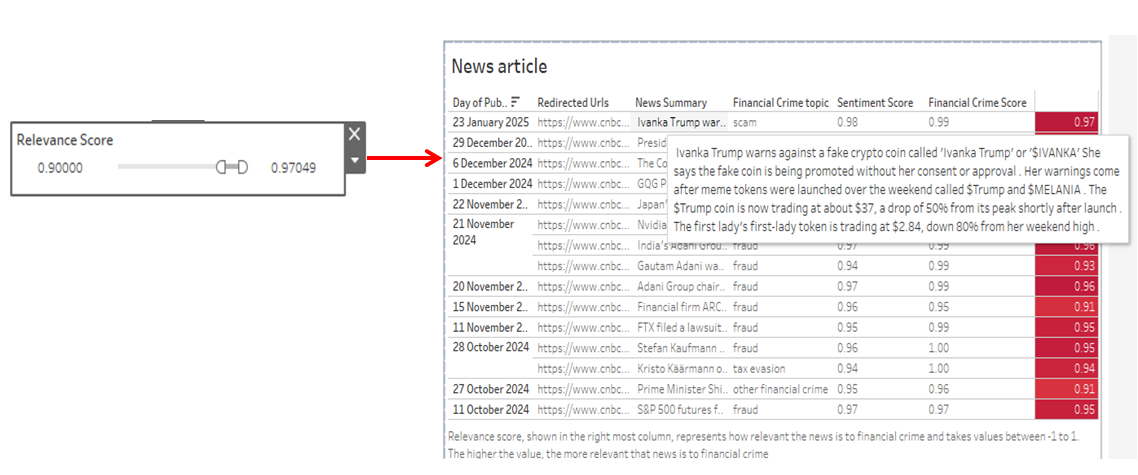 Relevance Score
0.90000 0.97049
News article
Day of Pub.. Redirected Urls News Summary Financial Crime topic Sentiment Score Financial Crime Score
23 January 2025 https://www.cnbc... Ivanka Trump war.. scam 0.98 0.99 0.97
29 December 20.. https://www.cnbc... Presid
6 December 2024 https://www.cnbc... The Co
1 December 2024 https://www.cnbc... GQG P
22 November 2.. https://www.cnbc... Japan'
21 November 2024 https://www.cnbc... Nvidia
Ivanka Trump warns against a fake crypto coin called 'Ivanka Trump' or '$IVANKA' She
says the fake coin is being promoted without her consent or approval . Her warnings come
after meme tokens were launched over the weekend called $Trump and $MELANIA . The
$Trump coin is now trading at about $37, a drop of 50% from its peak shortly after launch .
The first lady's first-lady token is trading at $2.84, down 80% from her weekend high .
https://www.cnbc... India's Adani Grou.. fraud 0.97 0.99 0.96
https://www.cnbc... Gautam Adani wa.. fraud 0.94 0.99 0.93
20 November 2.. https://www.cnbc... Adani Group chair.. fraud 0.97 0.99 0.96
15 November 2.. https://www.cnbc... Financial firm ARC.. fraud 0.96 0.95 0.91
11 November 2.. https://www.cnbc... FTX filed a lawsuit.. fraud 0.95 0.99 0.95
28 October 2024 https://www.cnbc... Stefan Kaufmann .. fraud 0.96 1.00 0.95
https://www.cnbc... Kristo Käärmann o.. tax evasion 0.94 1.00 0.94
27 October 2024 https://www.cnbc... Prime Minister Shi.. other financial crime 0.95 0.96 0.91
11 October 2024 https://www.cnbc... S&P 500 futures f.. fraud 0.97 0.97 0.95
Relevance score, shown in the right most column, represents how relevant the news is to financial crime and takes values between -1 to 1.
The higher the value, the more relevant that news is to financial crime